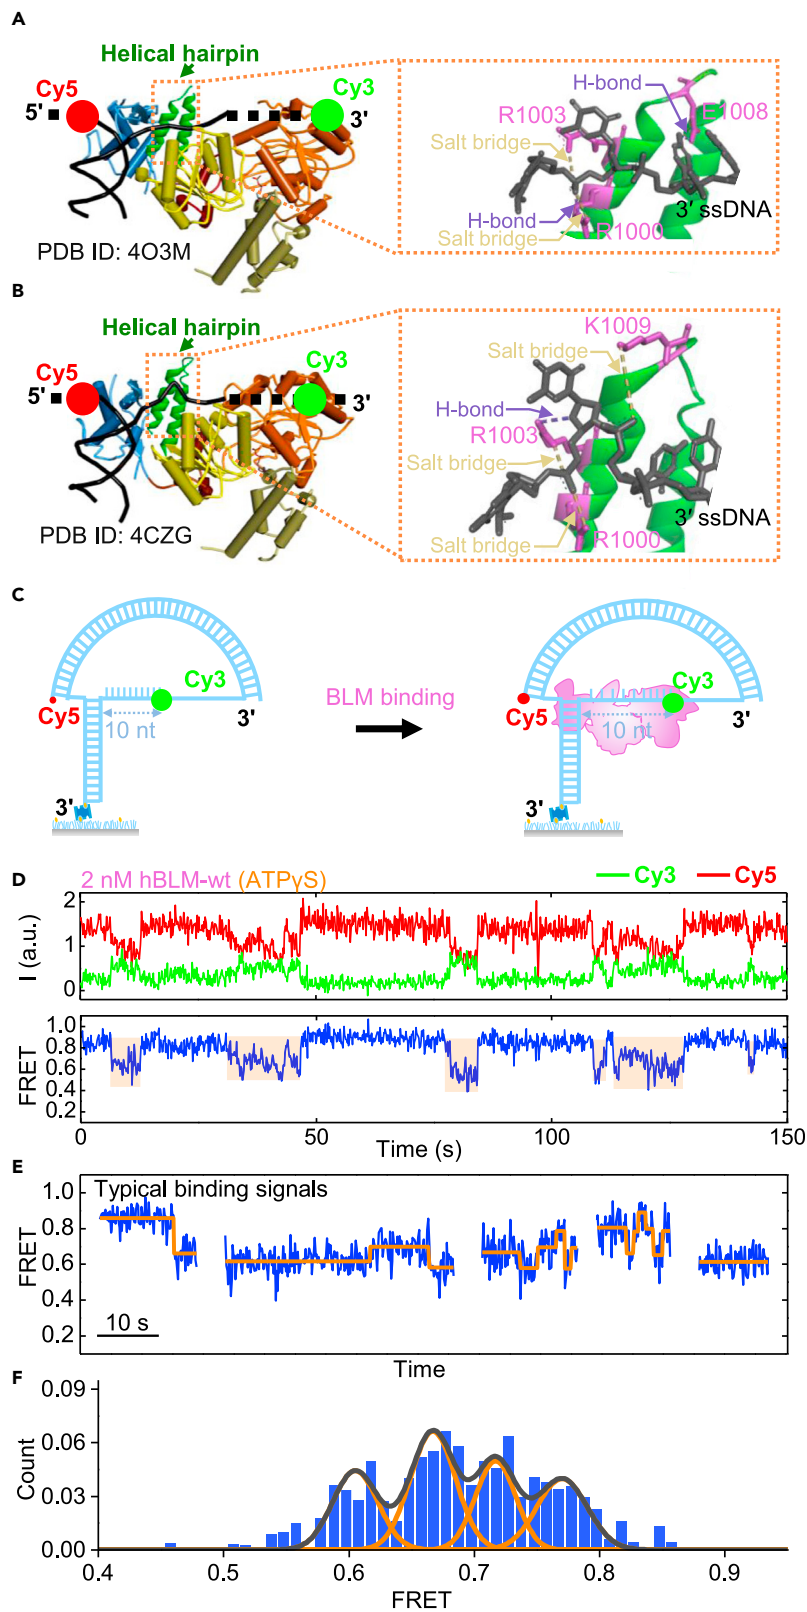 A
Helical hairpin
Cy5
Cy3
5'
3'
PDB ID: 4O3M
H-bond
R1003
E1008
Salt bridge
3' ssDNA
H-bond
Salt bridge
R1000
B
Helical hairpin
Cy5
Cy3
5'
3'
PDB ID: 4CZG
K1009
Salt bridge
H-bond
R1003
Salt bridge
3' ssDNA
Salt bridge
R1000
C
Cy3
Cy5
3'
10 nt
3'
BLM binding
Cy3
Cy5
3'
10 nt
3'
D
2 nM hBLM-wt (ATPγS)
Cy3
Cy5
I (a.u.)
2
1
0
FRET
1.0
0.8
0.6
0.4
0.2
0
50
100
150
Time (s)
E
Typical binding signals
FRET
1.0
0.8
0.6
0.4
0.2
10 s
Time
F
Count
0.09
0.06
0.03
0.00
0.4
0.5
0.6
0.7
0.8
0.9
FRET